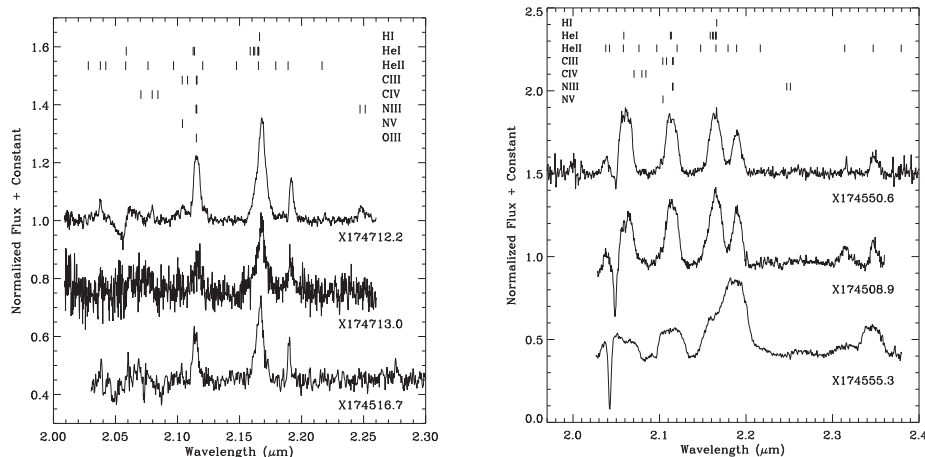 1.6
1.4
1.2
1.0
0.8
0.6
0.4
HI
HeI
HeII
CIII
CIV
NIII
NV
OIII
X174712.2
X174713.0
X174516.7
2.00
2.05
2.10
2.15
2.20
2.25
2.30
Wavelength (μm)
Normalized Flux + Constant
2.5
2.0
1.5
1.0
0.5
0.0
HI
HeI
HeII
CIII
CIV
NIII
NV
X174550.6
X174508.9
X174555.3
2.0
2.1
2.2
2.3
2.4
Wavelength (μm)
Normalized Flux + Constant